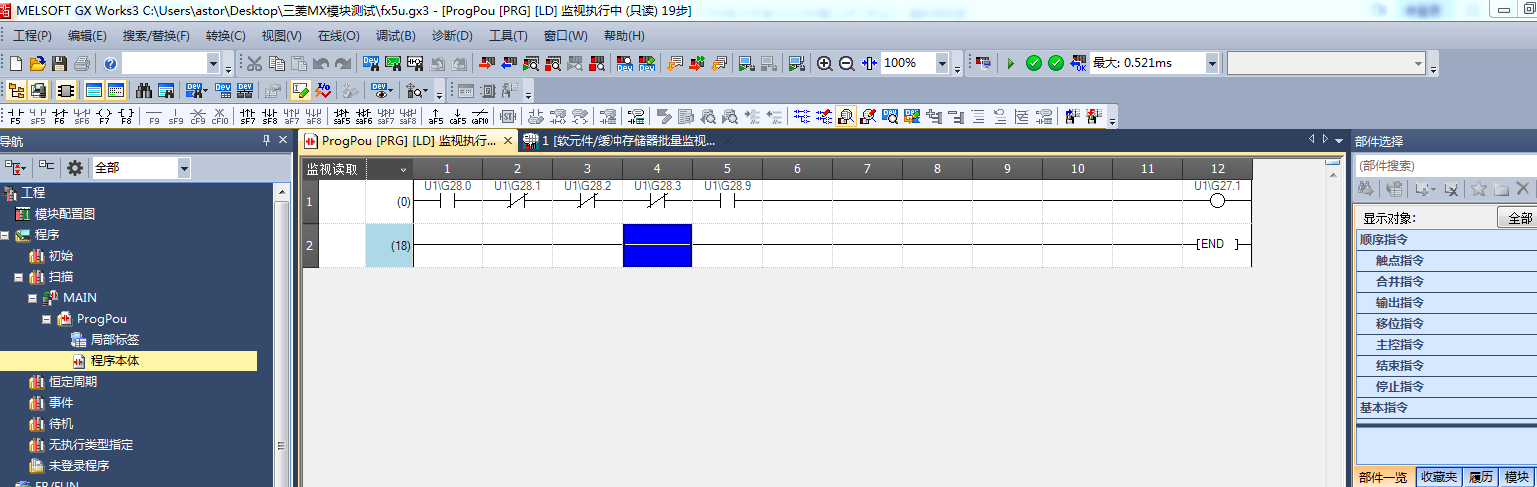 MELSOFT GX Works3 C:\Users\astor\Desktop\三菱MX模块测试\fx5u.gx3 - [ProgPou [PRG] [LD] 监视执行中 (只读) 19步]
工程(P) 编辑(E) 搜索/替换(F) 转换(C) 视图(V) 在线(O) 调试(B) 诊断(D) 工具(T) 窗口(W) 帮助(H)
100% 最大: 0.521ms
F5 sF5 F6 sF6 F7 F8 F9 sF9 cF9 cF10 sF7 sF8 aF7 aF8 saF5 saF6 saF7 saF8 aF5 caF5 caF10
导航
ProgPou [PRG] [LD] 监视执行...
1 [软元件/缓冲存储器批量监视...
部件选择
全部
监视读取 1 2 3 4 5 6 7 8 9 10 11 12
(部件搜索)
U1\G28.0 U1\G28.1 U1\G28.2 U1\G28.3 U1\G28.9 U1\G27.1
1 (0)
2 (18) [END ]
工程
模块配置图
程序
初始
扫描
MAIN
ProgPou
局部标签
程序本体
恒定周期
事件
待机
无执行类型指定
未登录程序
FB/FUN
显示对象: 全部
顺序指令
触点指令
合并指令
输出指令
移位指令
主控指令
结束指令
停止指令
基本指令
部件一览 收藏夹 履历 模块